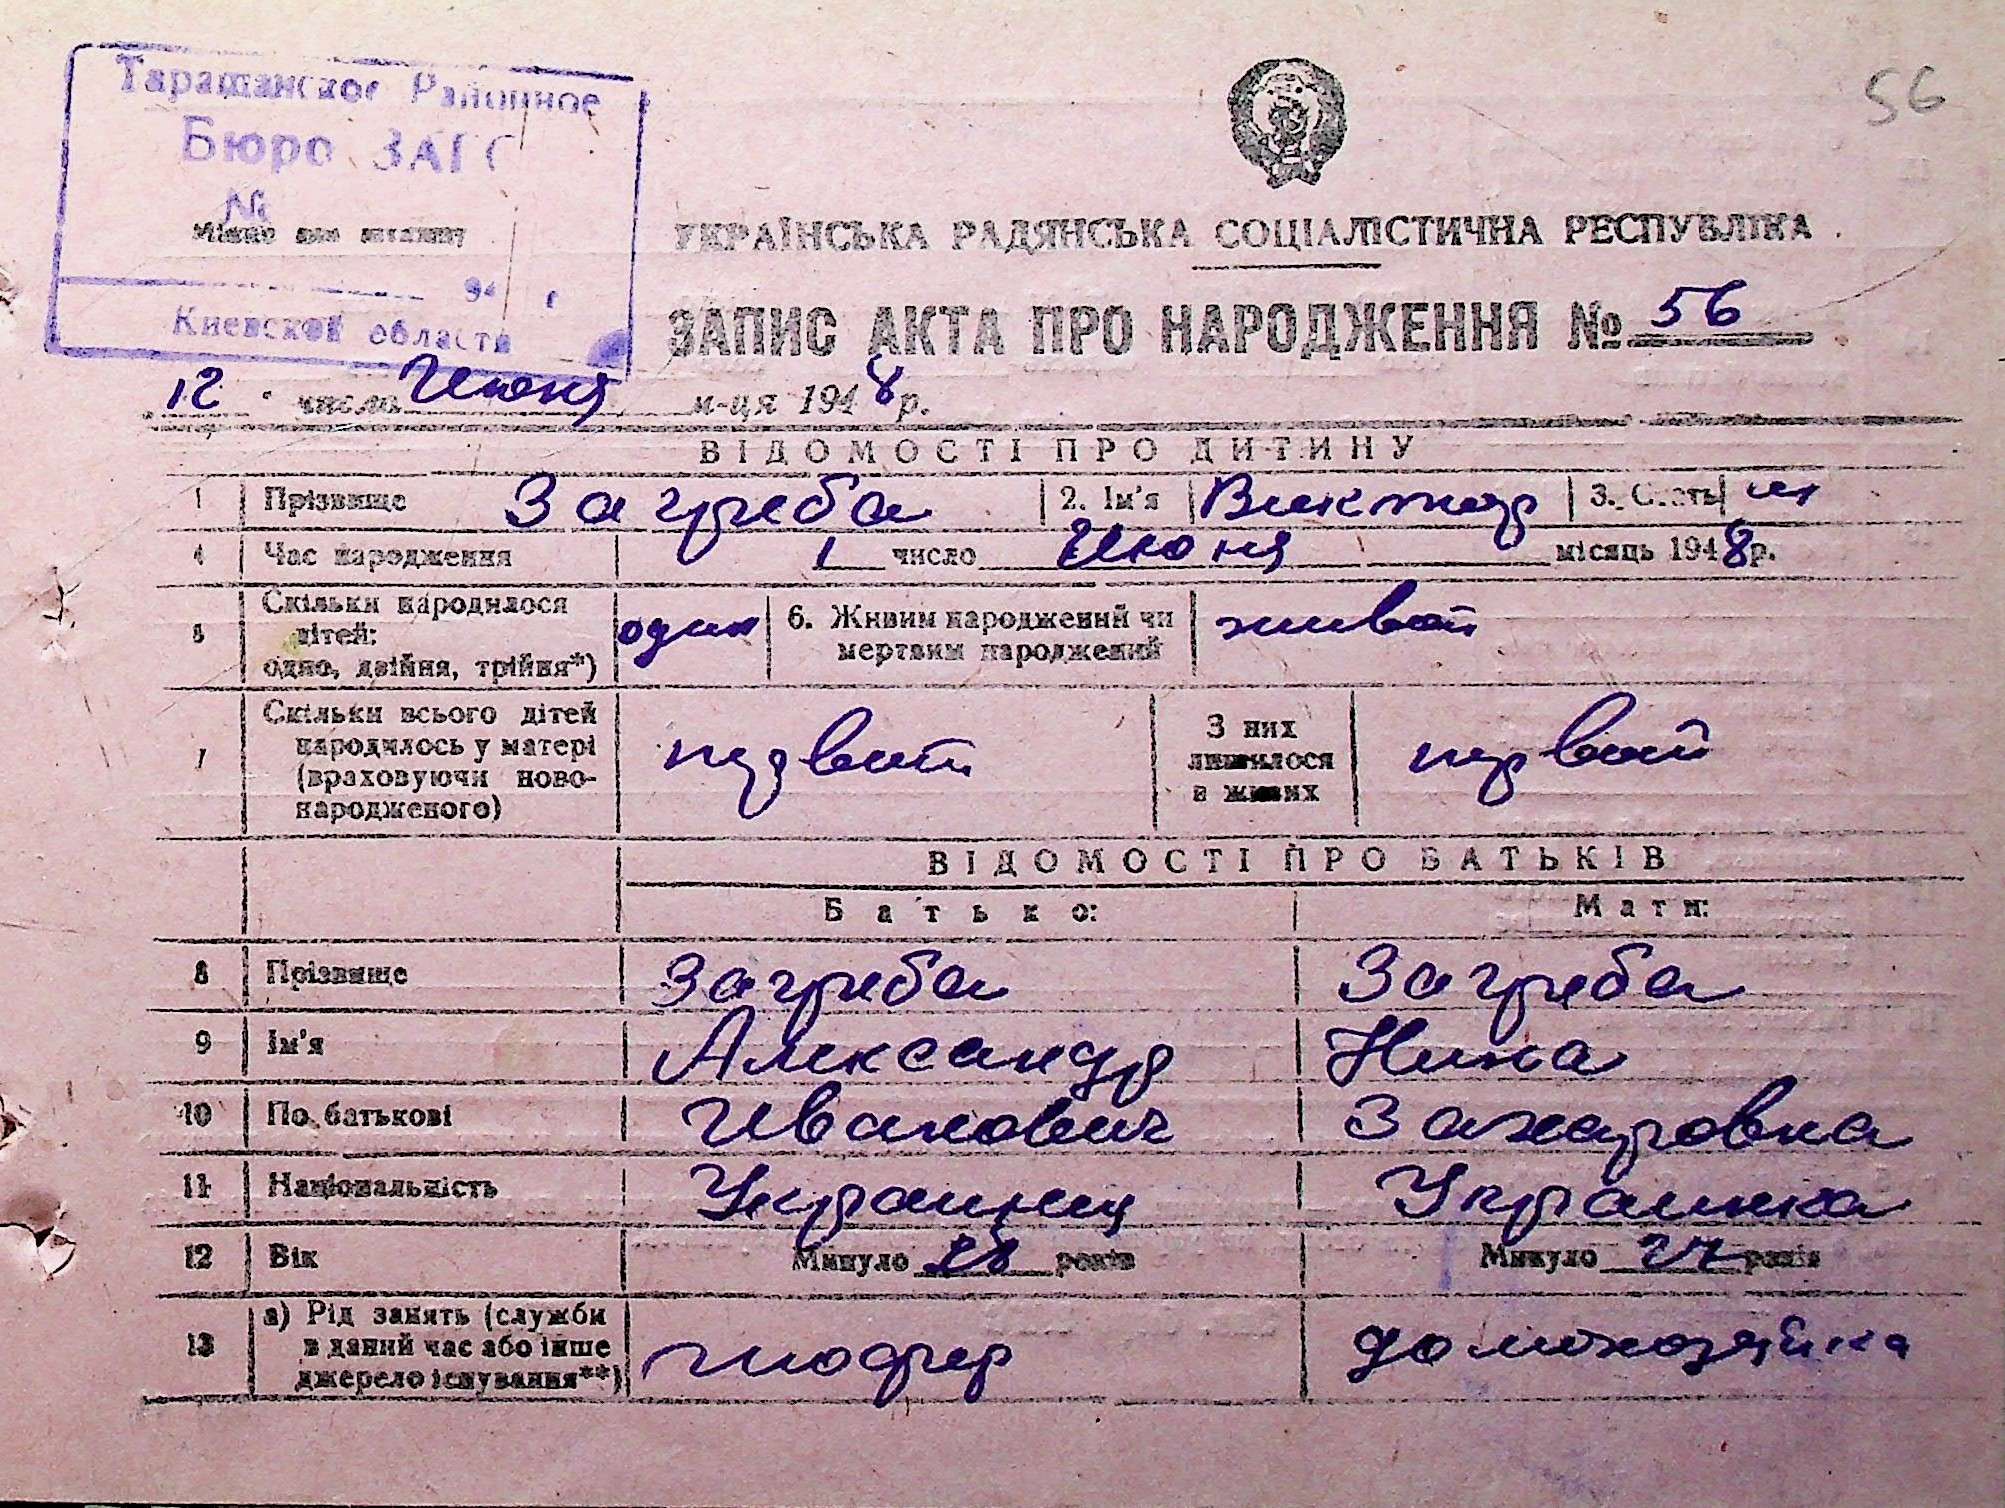 56
Таращанское Районное
Бюро ЗАГС
№
Місце для штампу
194 г
Киевской области
УКРАЇНСЬКА РАДЯНСЬКА СОЦІАЛІСТИЧНА РЕСПУБЛІКА
ЗАПИС АКТА ПРО НАРОДЖЕННЯ № 56
12 число Июня м-ця 1948 р.
ВІДОМОСТІ ПРО ДИТИНУ
1 Прізвище Загреба 2. Ім'я Виктор 3. Стать м
4 Час народження 1 число Июня місяць 1948 р.
5 Скільки народилося дітей: одно, двійня, трійня*) один 6. Живим народжений чи мертвим народжений живой
7 Скільки всього дітей народилось у матері (враховуючи новонародженого) первый З них лишилося в живих первый
ВІДОМОСТІ ПРО БАТЬКІВ
Батько: Мати:
8 Прізвище Загреба Загреба
9 Ім'я Александр Нина
10 По батькові Иванович Захаровна
11 Національність Украинец Украинка
12 Вік Минуло 28 років Минуло років
13 а) Рід занять (служби в даний час або інше джерело існування**) шофер домохозяйка